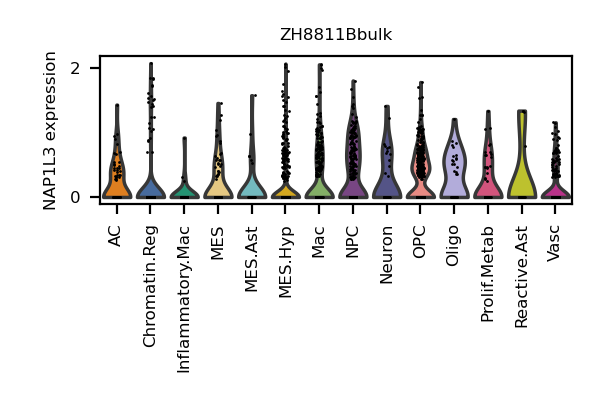 ZH8811Bbulk
NAP1L3 expression
2
0
AC
Chromatin.Reg
Inflammatory.Mac
MES
MES.Ast
MES.Hyp
Mac
NPC
Neuron
OPC
Oligo
Prolif.Metab
Reactive.Ast
Vasc